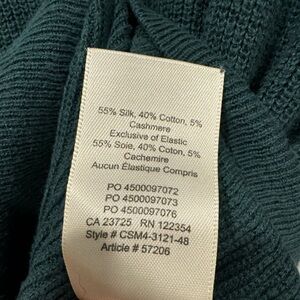 55% Silk, 40% Cotton, 5%
Cashmere
Exclusive of Elastic
55% Soie, 40% Coton, 5%
Cachemire
Aucun Élastique Compris
PO 4500097072
PO 4500097073
PO 4500097076
CA 23725 RN 122354
Style # CSM4-3121-48
Article # 57206